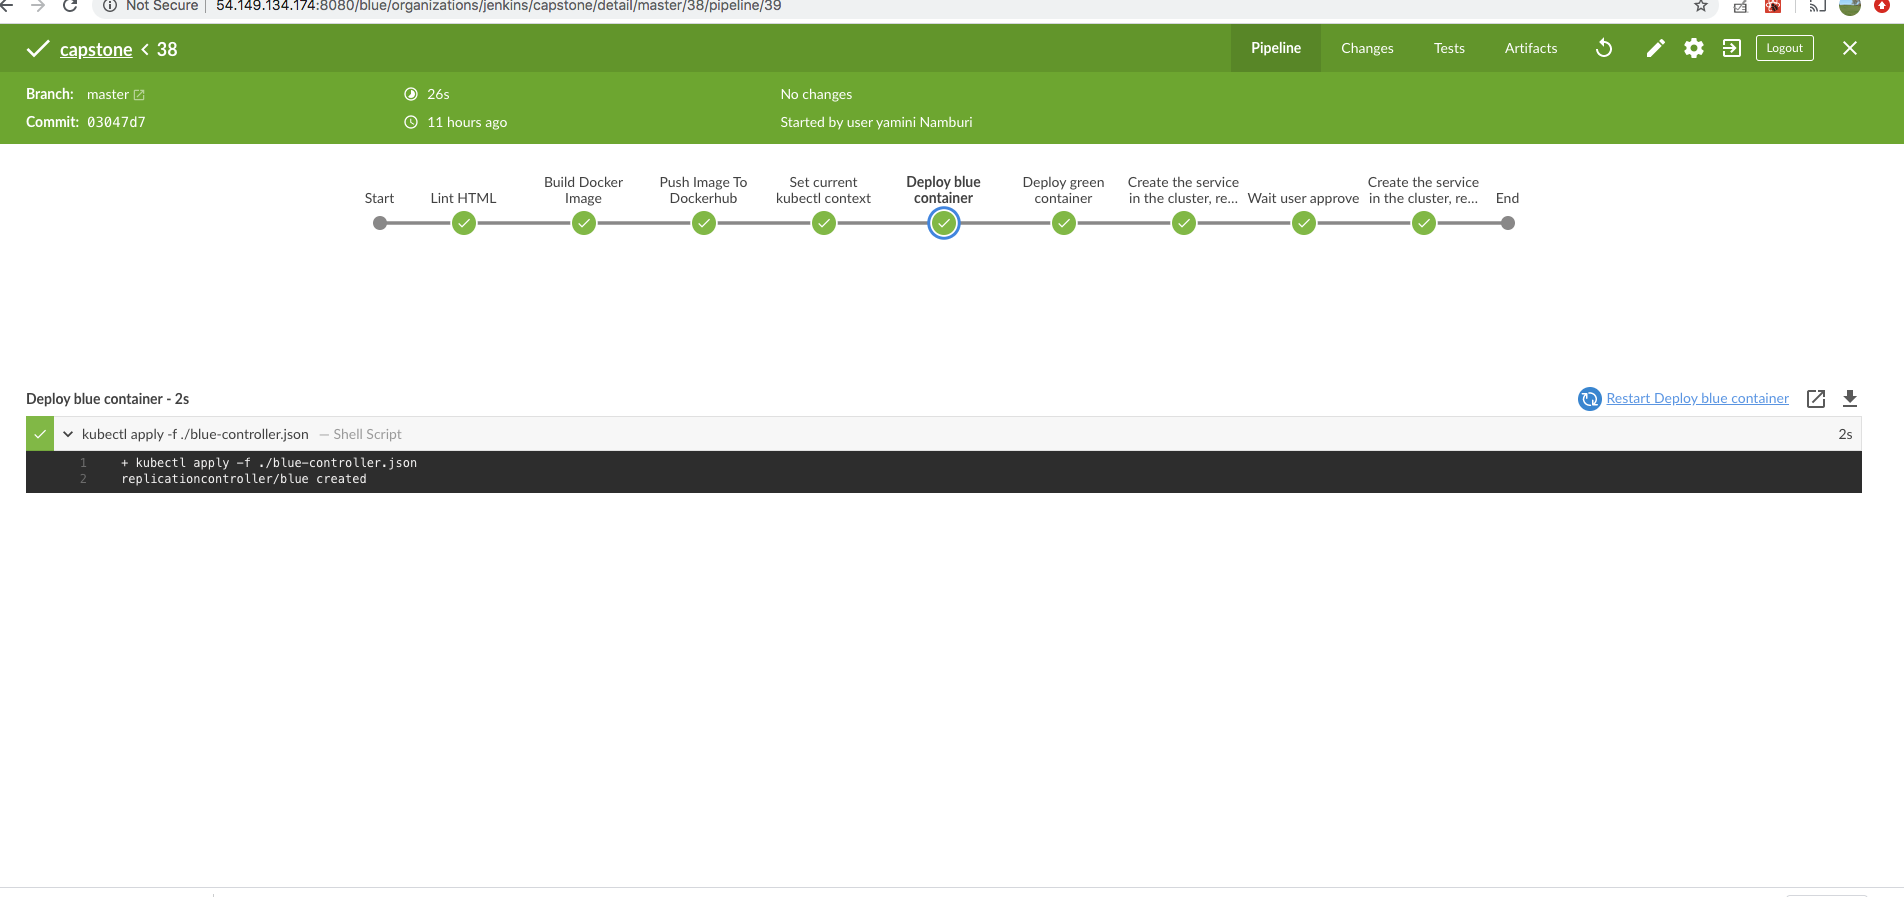 Not Secure | 54.149.134.174:8080/blue/organizations/jenkins/capstone/detail/master/38/pipeline/39
capstone < 38
Pipeline Changes Tests Artifacts Logout
Branch: master 26s No changes
Commit: 03047d7 11 hours ago Started by user yamini Namburi
Start
Lint HTML
Build Docker
Image
Push Image To
Dockerhub
Set current
kubectl context
Deploy blue
container
Deploy green
container
Create the service
in the cluster, re...
Wait user approve
Create the service
in the cluster, re...
End
Deploy blue container - 2s
Restart Deploy blue container
kubectl apply -f ./blue-controller.json — Shell Script 2s
1 + kubectl apply -f ./blue-controller.json
2 replicationcontroller/blue created